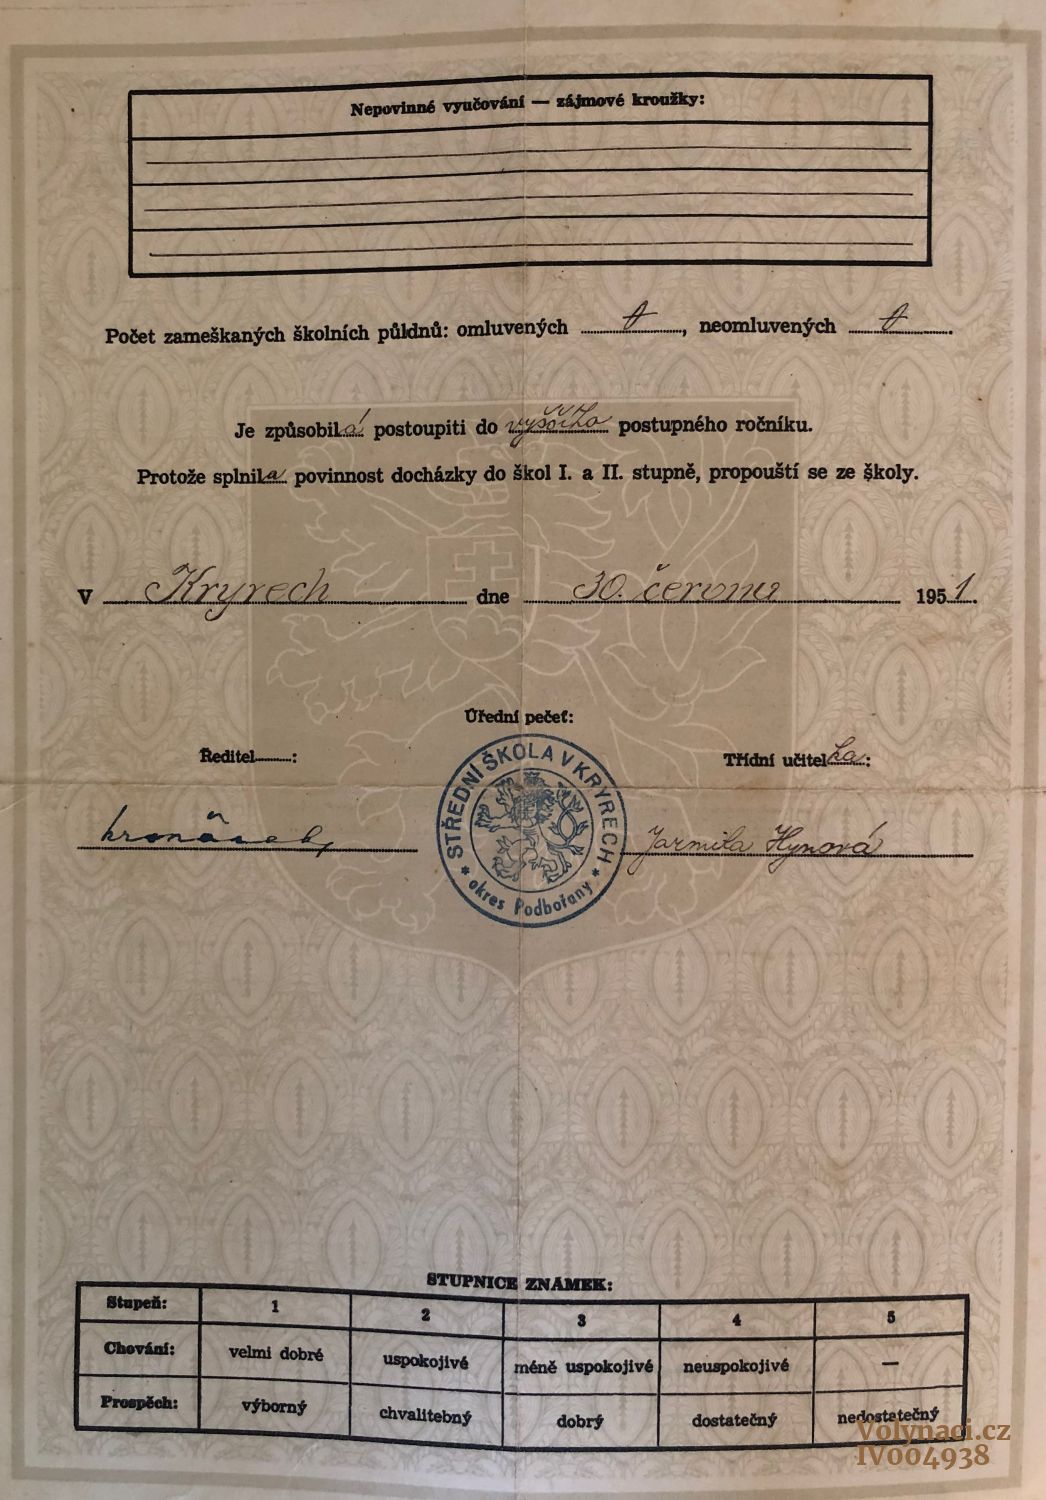 Nepovinné vyučování — zájmové kroužky:
Počet zameškaných školních půldnů: omluvených 0, neomluvených 0.
Je způsobilá postoupiti do vyššího postupného ročníku.
Protože splnila povinnost docházky do škol I. a II. stupně, propouští se ze školy.
V Kryrech dne 30. června 1951.
Úřední pečeť:
Ředitel: Třídní učitelka:
STŘEDNÍ ŠKOLA V KRYRECH
* okres Podbořany *
Jarmila Hynová
STUPNICE ZNÁMEK:
Stupeň: 1 2 3 4 5
Chování: velmi dobré uspokojivé méně uspokojivé neuspokojivé —
Prospěch: výborný chvalitebný dobrý dostatečný nedostatečný
Volynaci.cz
IV004938